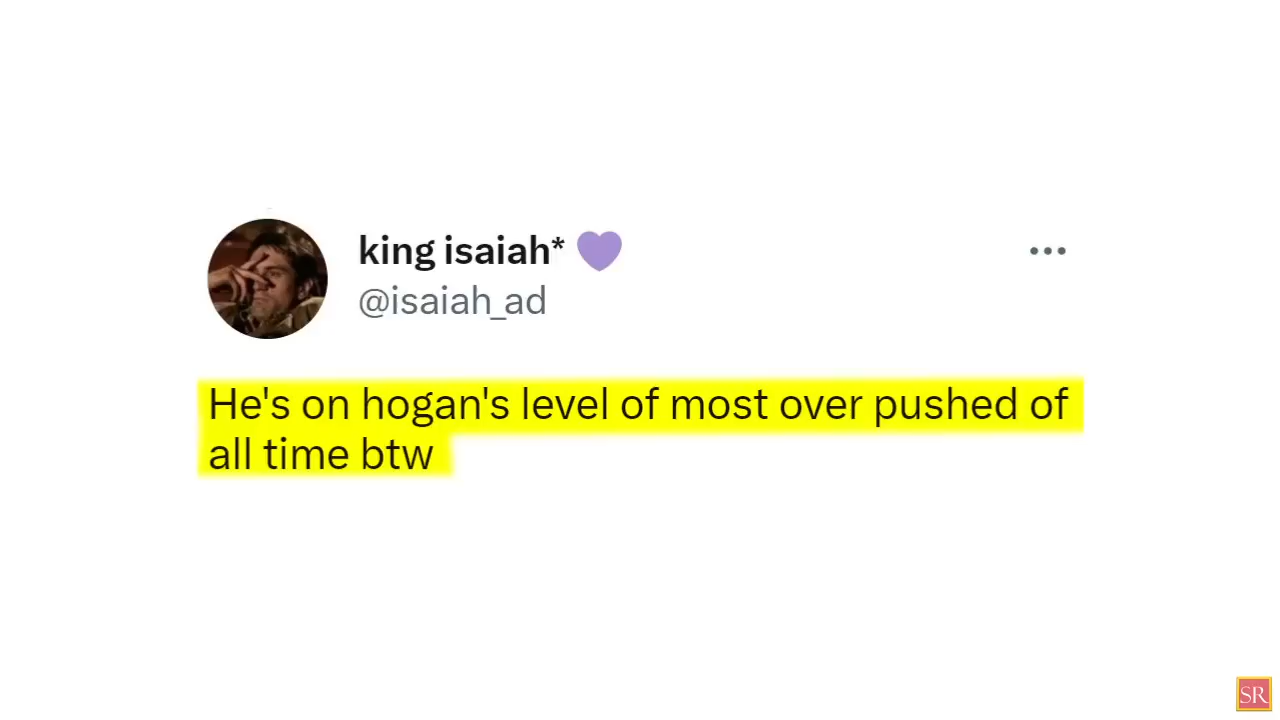 king isaiah* 💜
@isaiah_ad
He's on hogan's level of most over pushed of
all time btw
SR